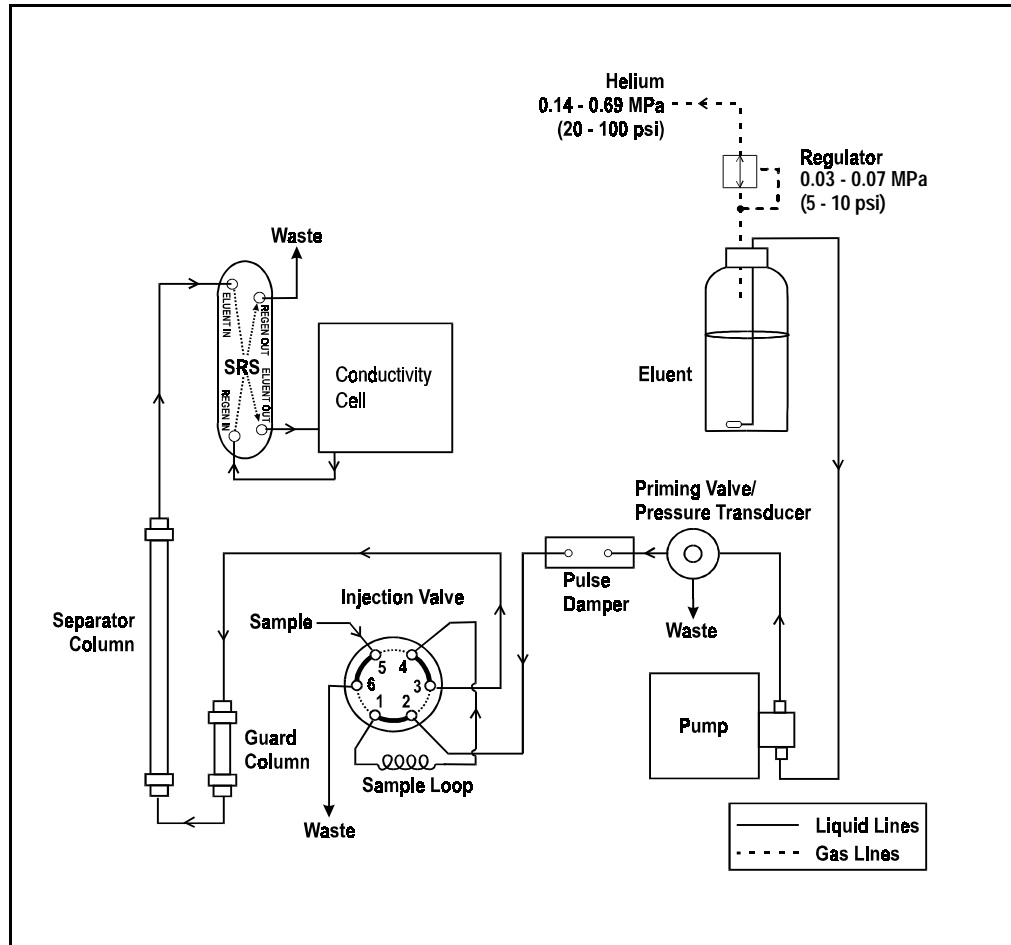 Helium
0.14 - 0.69 MPa
(20 - 100 psi)
Regulator
0.03 - 0.07 MPa
(5 - 10 psi)
Waste
ELUENT IN
REGEN OUT
SRS
REGEN IN
ELUENT OUT
Conductivity
Cell
Eluent
Priming Valve/
Pressure Transducer
Pulse
Damper
Waste
Injection Valve
Sample
5
4
6
3
1
2
Sample Loop
Waste
Separator
Column
Guard
Column
Pump
Liquid Lines
Gas LInes